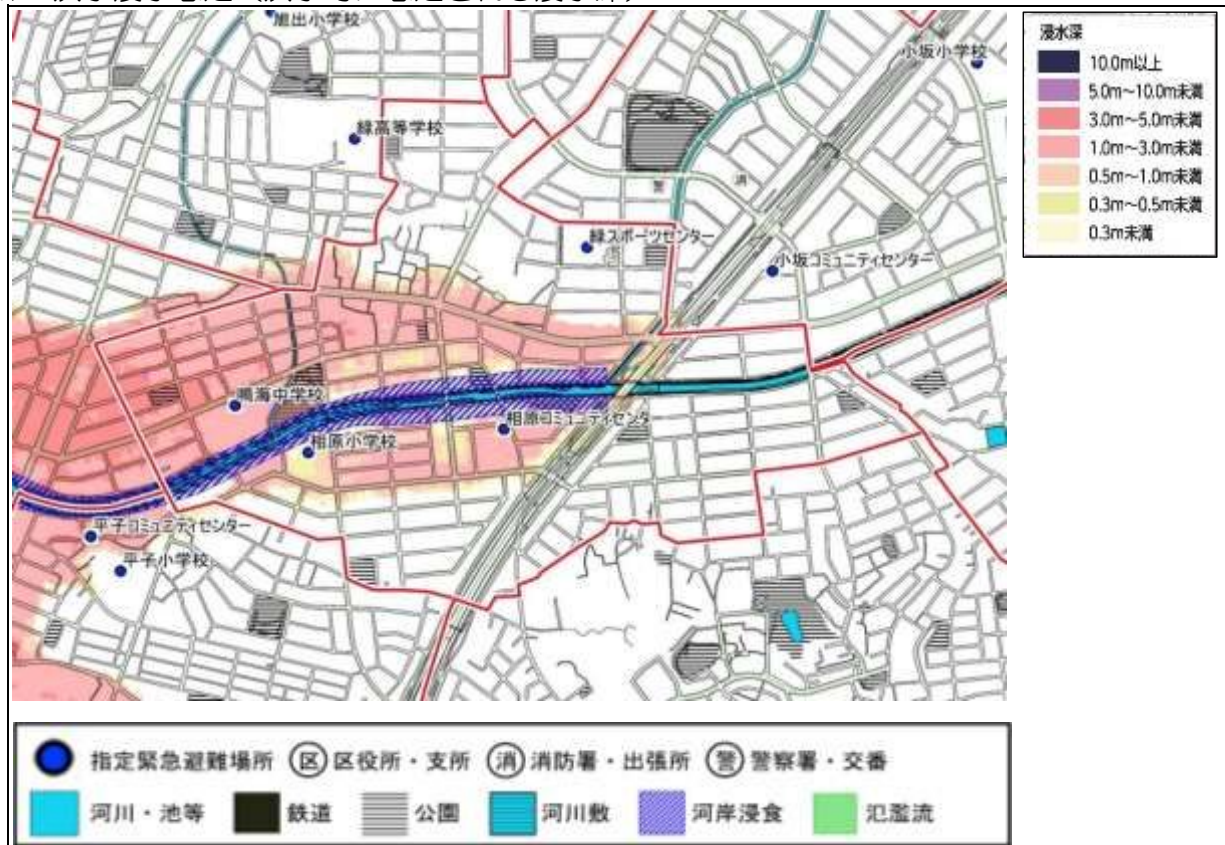 旭出小学校
小坂小学校
緑高等学校
警
消
緑スポーツセンター
小坂コミュニティセンター
鳴海中学校
相原コミュニティセンタ
相原小学校
平子コミュニティセンター
平子小学校
浸水深
10.0m以上
5.0m～10.0m未満
3.0m～5.0m未満
1.0m～3.0m未満
0.5m～1.0m未満
0.3m～0.5m未満
0.3m未満
指定緊急避難場所 区 区役所・支所 消 消防署・出張所 警 警察署・交番
河川・池等 鉄道 公園 河川敷 河岸浸食 氾濫流